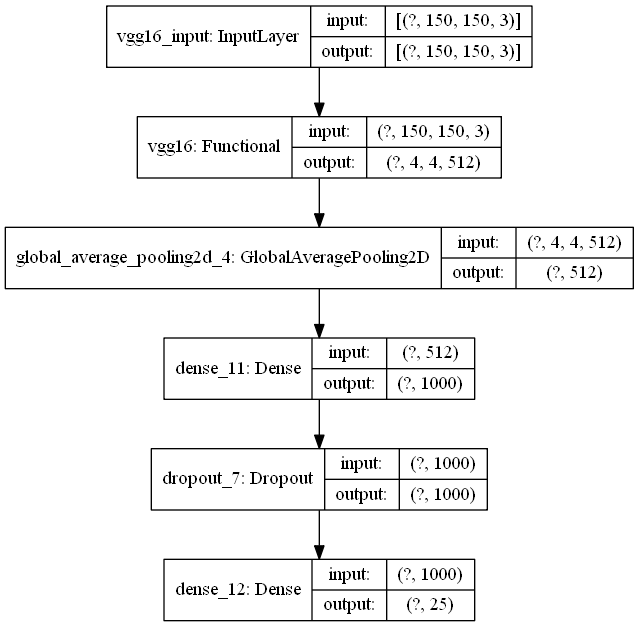 vgg16_input: InputLayer
input:
[(?, 150, 150, 3)]
output:
[(?, 150, 150, 3)]
vgg16: Functional
input:
(?, 150, 150, 3)
output:
(?, 4, 4, 512)
global_average_pooling2d_4: GlobalAveragePooling2D
input:
(?, 4, 4, 512)
output:
(?, 512)
dense_11: Dense
input:
(?, 512)
output:
(?, 1000)
dropout_7: Dropout
input:
(?, 1000)
output:
(?, 1000)
dense_12: Dense
input:
(?, 1000)
output:
(?, 25)